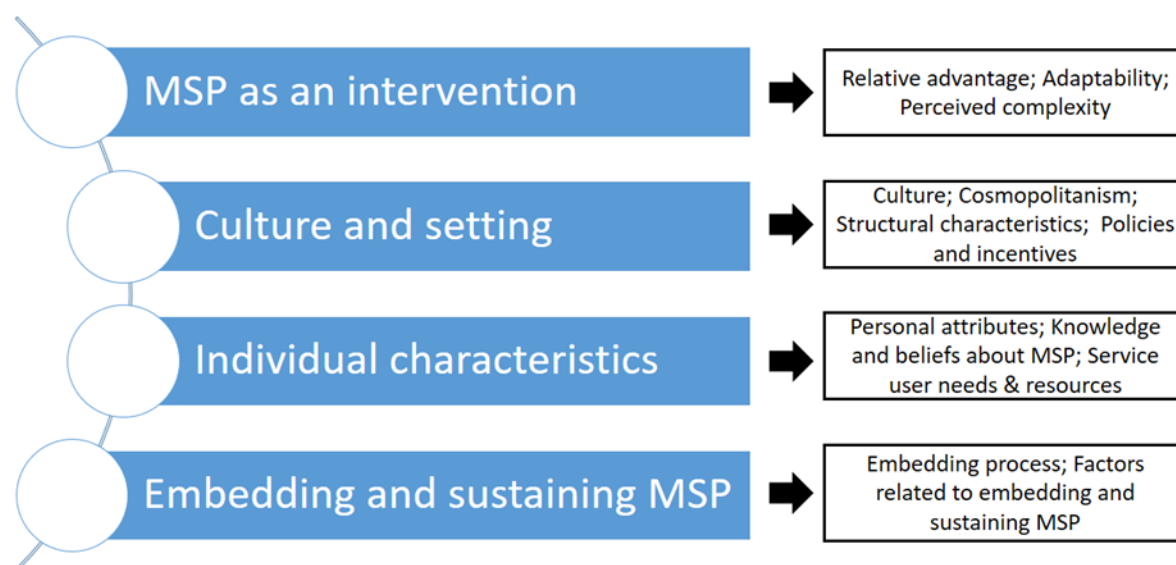 MSP as an intervention
Relative advantage; Adaptability;
Perceived complexity
Culture and setting
Culture; Cosmopolitanism;
Structural characteristics;  Policies
and incentives
Individual characteristics
Personal attributes; Knowledge
and beliefs about MSP; Service
user needs & resources
Embedding and sustaining MSP
Embedding process; Factors
related to embedding and
sustaining MSP